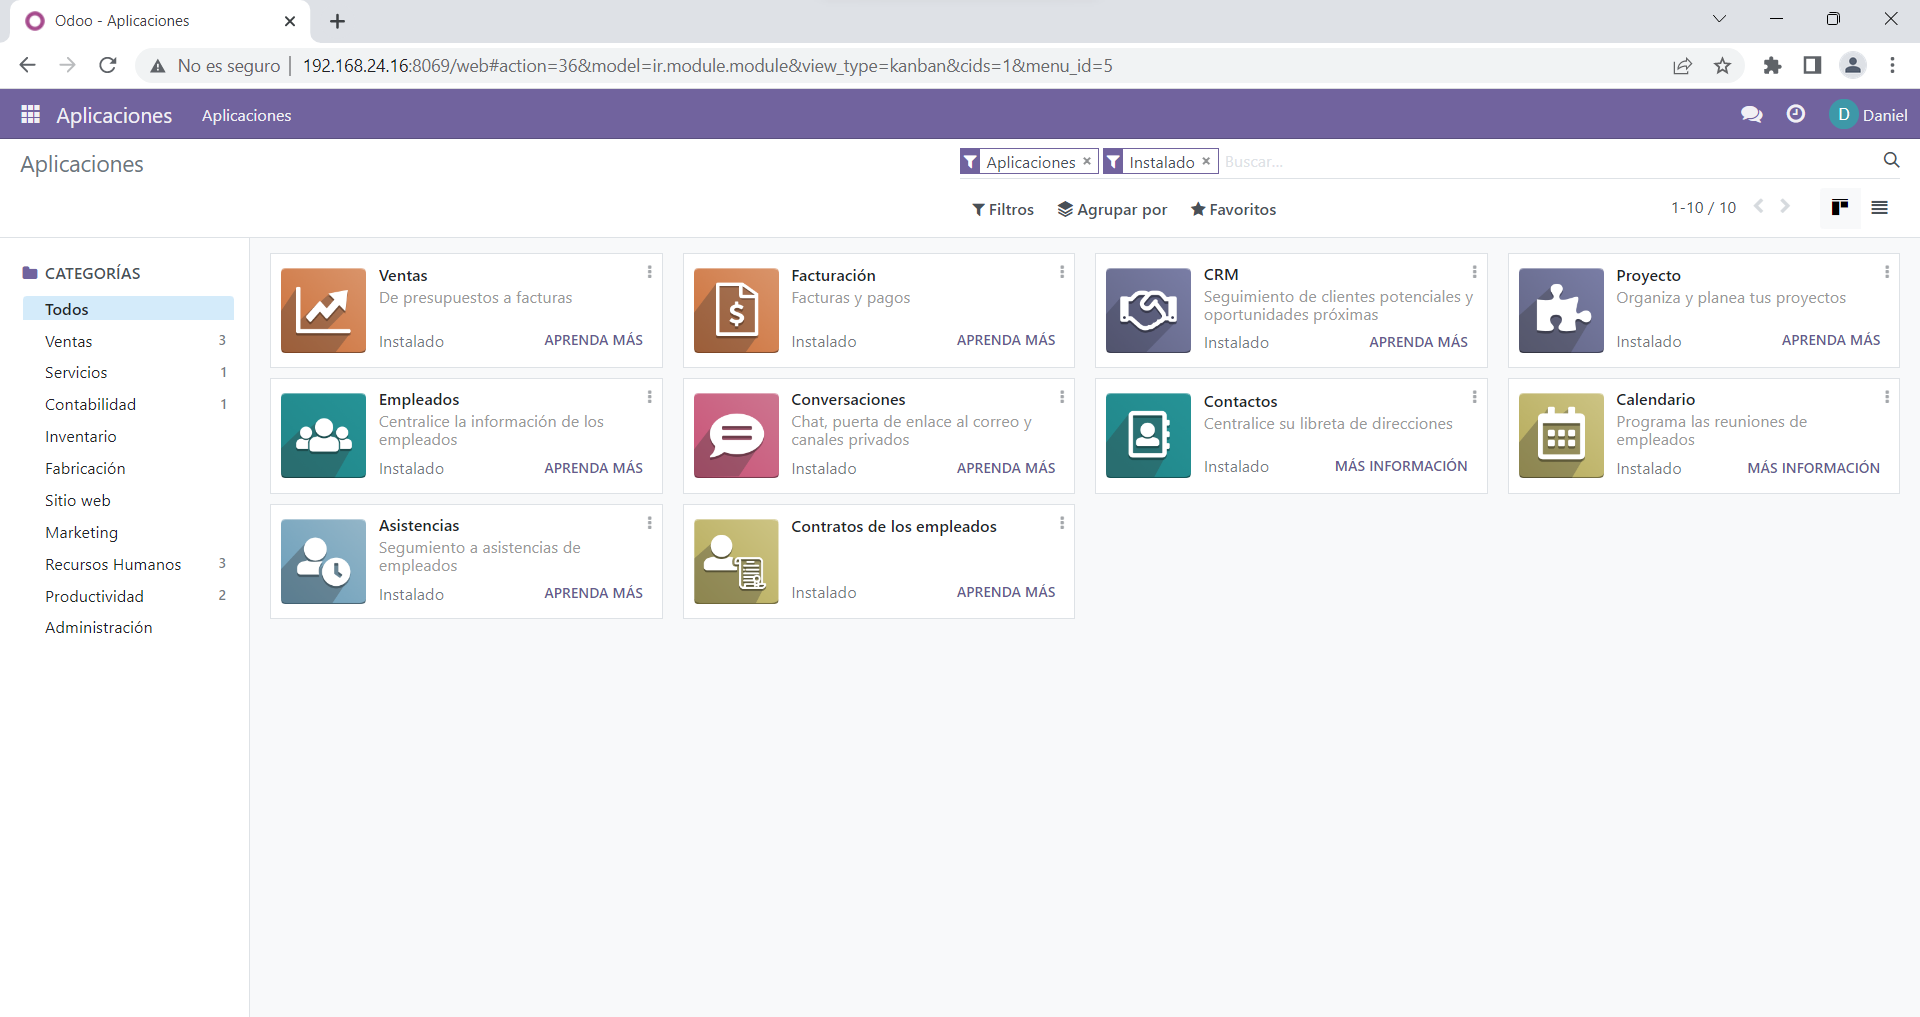 Odoo - Aplicaciones
No es seguro
192.168.24.16:8069/web#action=36&model=ir.module.module&view_type=kanban&cids=1&menu_id=5
Aplicaciones
Aplicaciones
D Daniel
Aplicaciones
Aplicaciones
Instalado
Buscar...
Filtros
Agrupar por
Favoritos
1-10 / 10
CATEGORÍAS
Todos
Ventas 3
Servicios 1
Contabilidad 1
Inventario
Fabricación
Sitio web
Marketing
Recursos Humanos 3
Productividad 2
Administración
Ventas
De presupuestos a facturas
Instalado
APRENDA MÁS
Facturación
Facturas y pagos
Instalado
APRENDA MÁS
CRM
Seguimiento de clientes potenciales y
oportunidades próximas
Instalado
APRENDA MÁS
Proyecto
Organiza y planea tus proyectos
Instalado
APRENDA MÁS
Empleados
Centralice la información de los
empleados
Instalado
APRENDA MÁS
Conversaciones
Chat, puerta de enlace al correo y
canales privados
Instalado
APRENDA MÁS
Contactos
Centralice su libreta de direcciones
Instalado
MÁS INFORMACIÓN
Calendario
Programa las reuniones de
empleados
Instalado
MÁS INFORMACIÓN
Asistencias
Segumiento a asistencias de
empleados
Instalado
APRENDA MÁS
Contratos de los empleados
Instalado
APRENDA MÁS